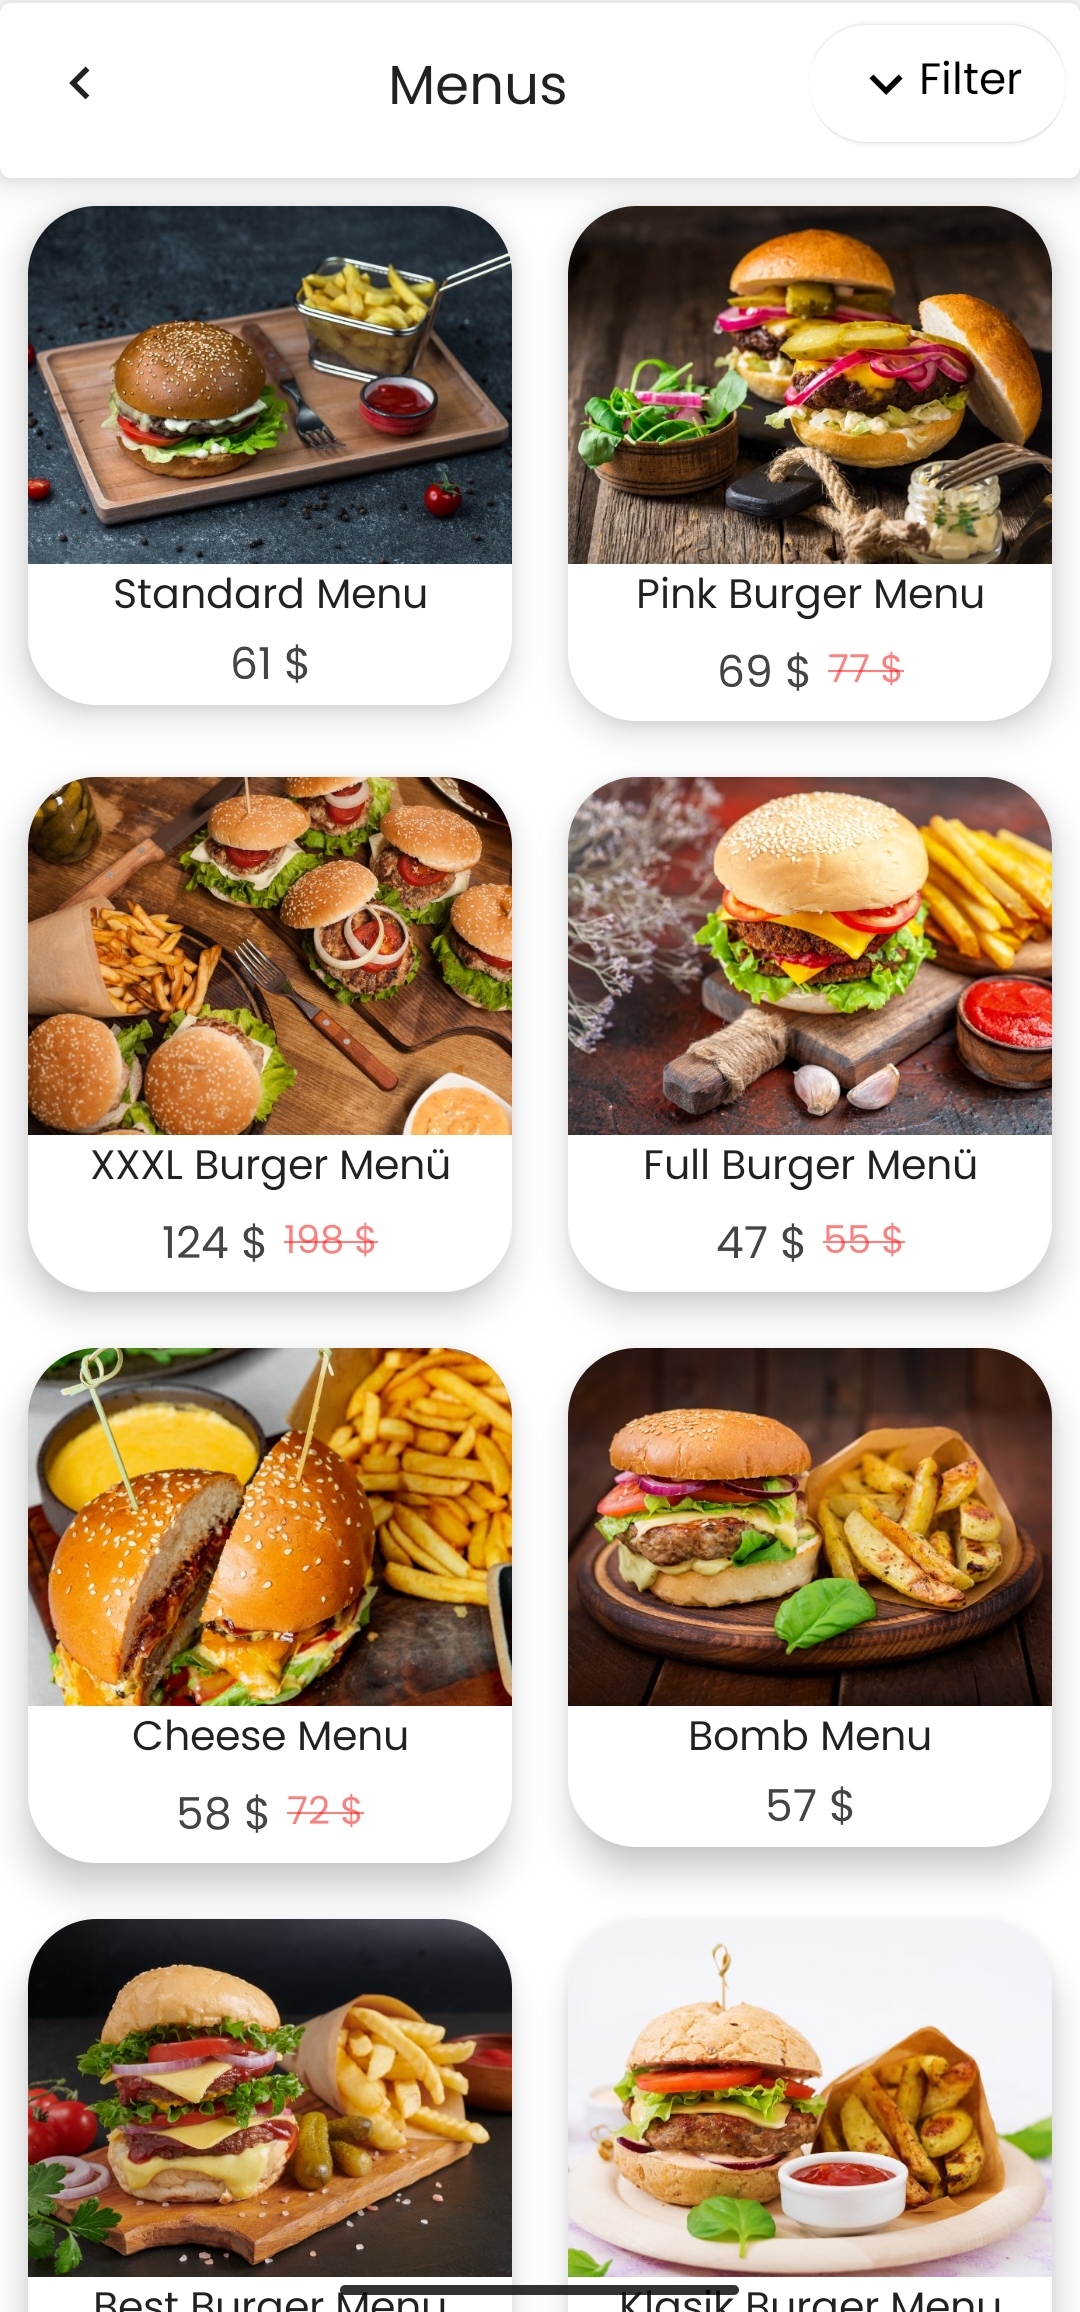 Menus
Filter
Standard Menu
61 $
Pink Burger Menu
69 $ 77 $
XXXL Burger Menü
124 $ 198 $
Full Burger Menü
47 $ 55 $
Cheese Menu
58 $ 72 $
Bomb Menu
57 $
Best Burger Menu
Klasik Burger Menu